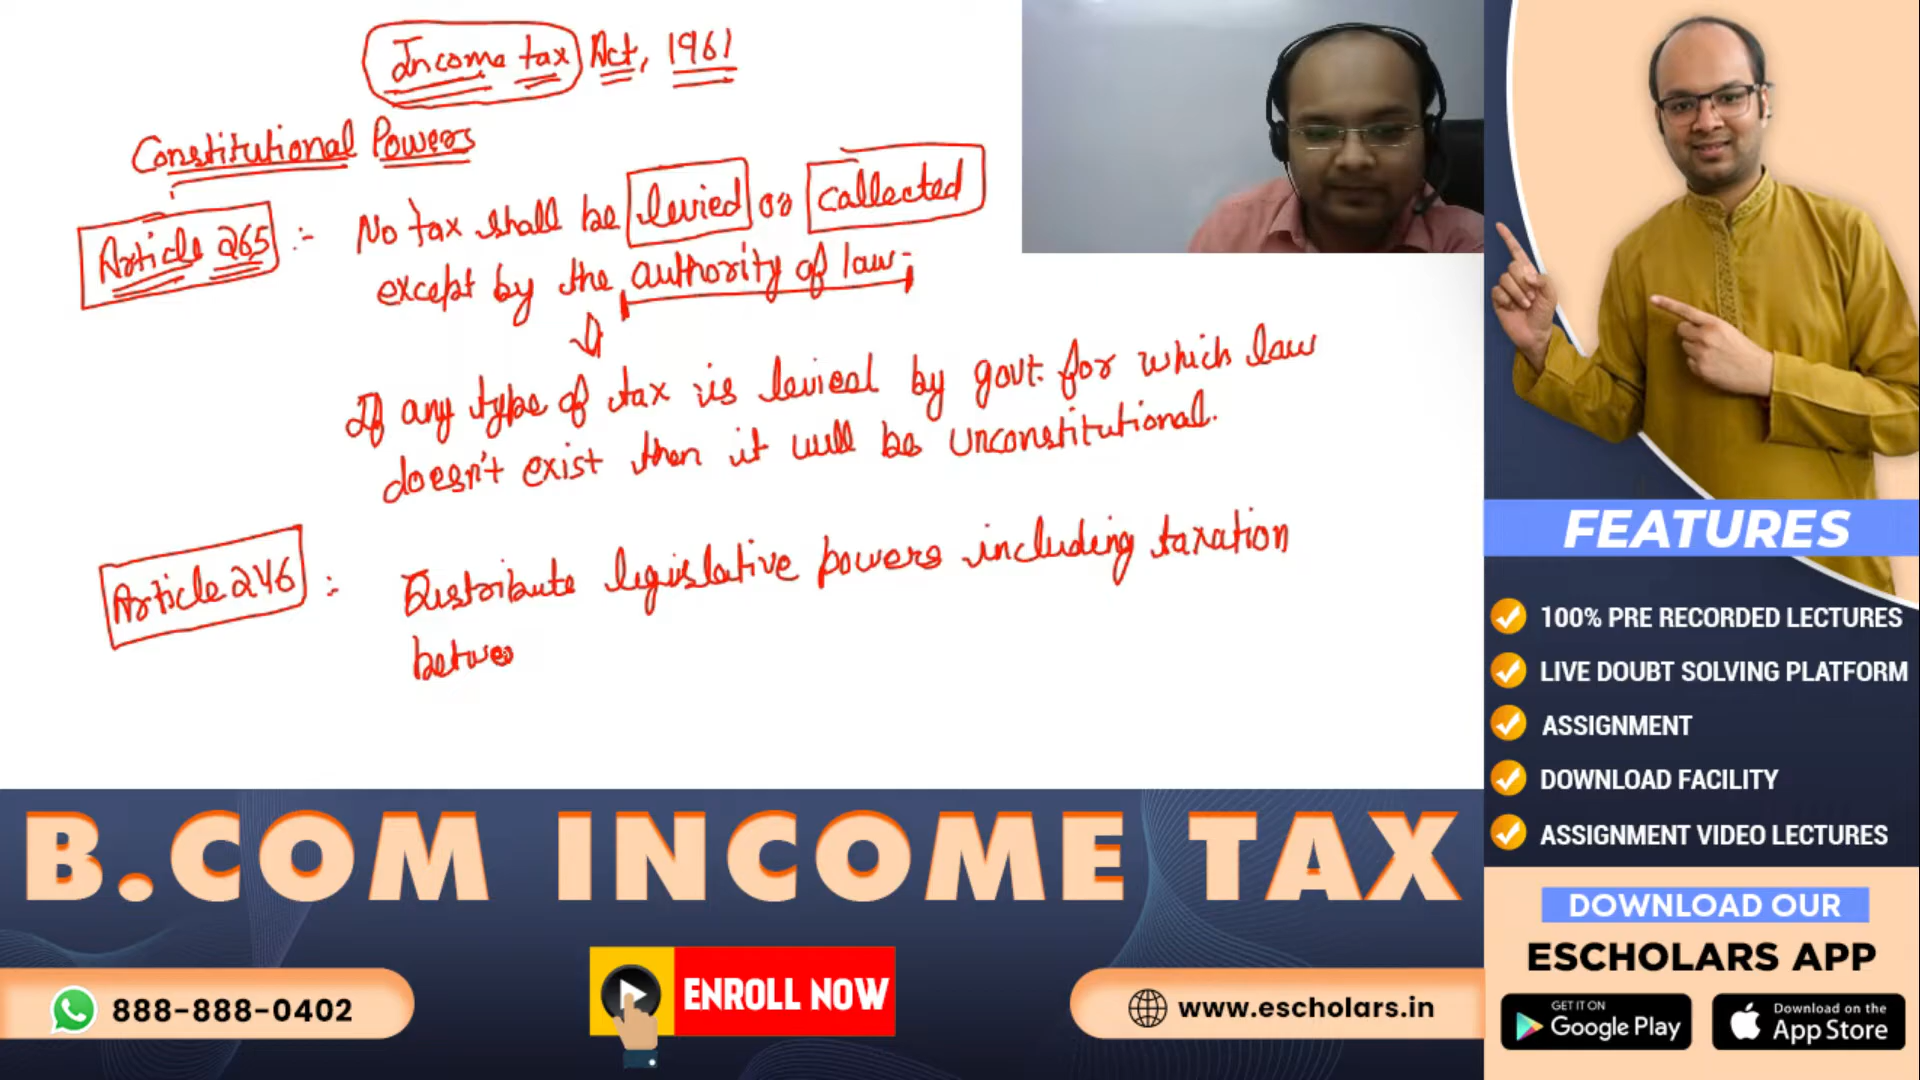 Income tax Act, 1961
Constitutional Powers
Article 265 :- No tax shall be levied or collected
except by the authority of law.
If any type of tax is levied by govt. for which law
doesn't exist then it will be unconstitutional.
Article 246 : Distribute legislative powers including taxation
betwee
FEATURES
100% PRE RECORDED LECTURES
LIVE DOUBT SOLVING PLATFORM
ASSIGNMENT
DOWNLOAD FACILITY
ASSIGNMENT VIDEO LECTURES
B.COM INCOME TAX
888-888-0402
ENROLL NOW
www.escholars.in
DOWNLOAD OUR
ESCHOLARS APP
GET IT ON
Google Play
Download on the
App Store